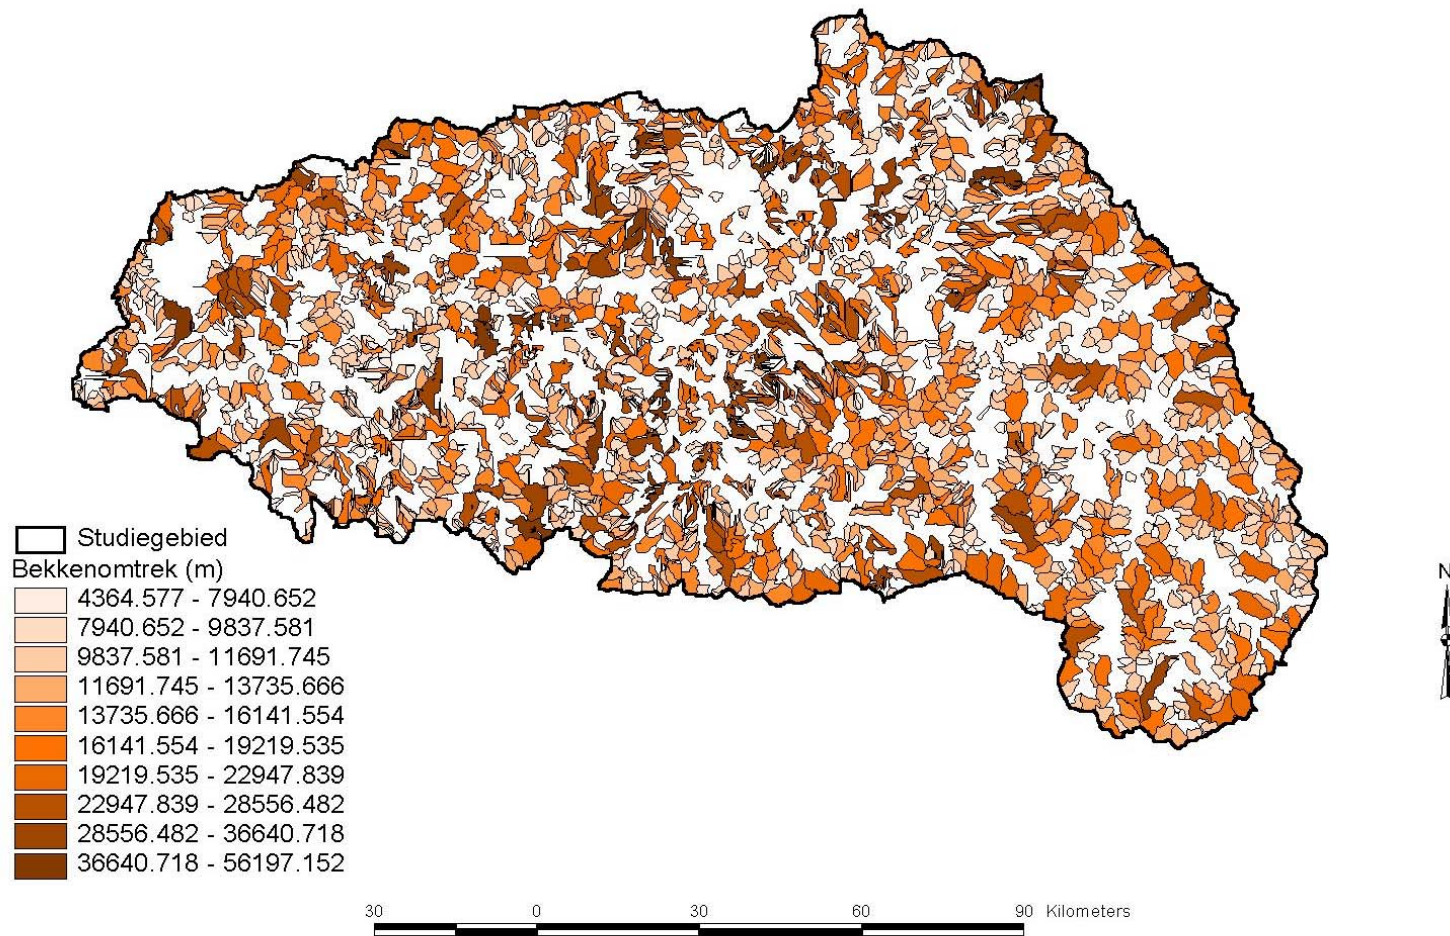 Studiegebied
Bekkenomtrek (m)
4364.577 - 7940.652
7940.652 - 9837.581
9837.581 - 11691.745
11691.745 - 13735.666
13735.666 - 16141.554
16141.554 - 19219.535
19219.535 - 22947.839
22947.839 - 28556.482
28556.482 - 36640.718
36640.718 - 56197.152
N
30 0 30 60 90 Kilometers